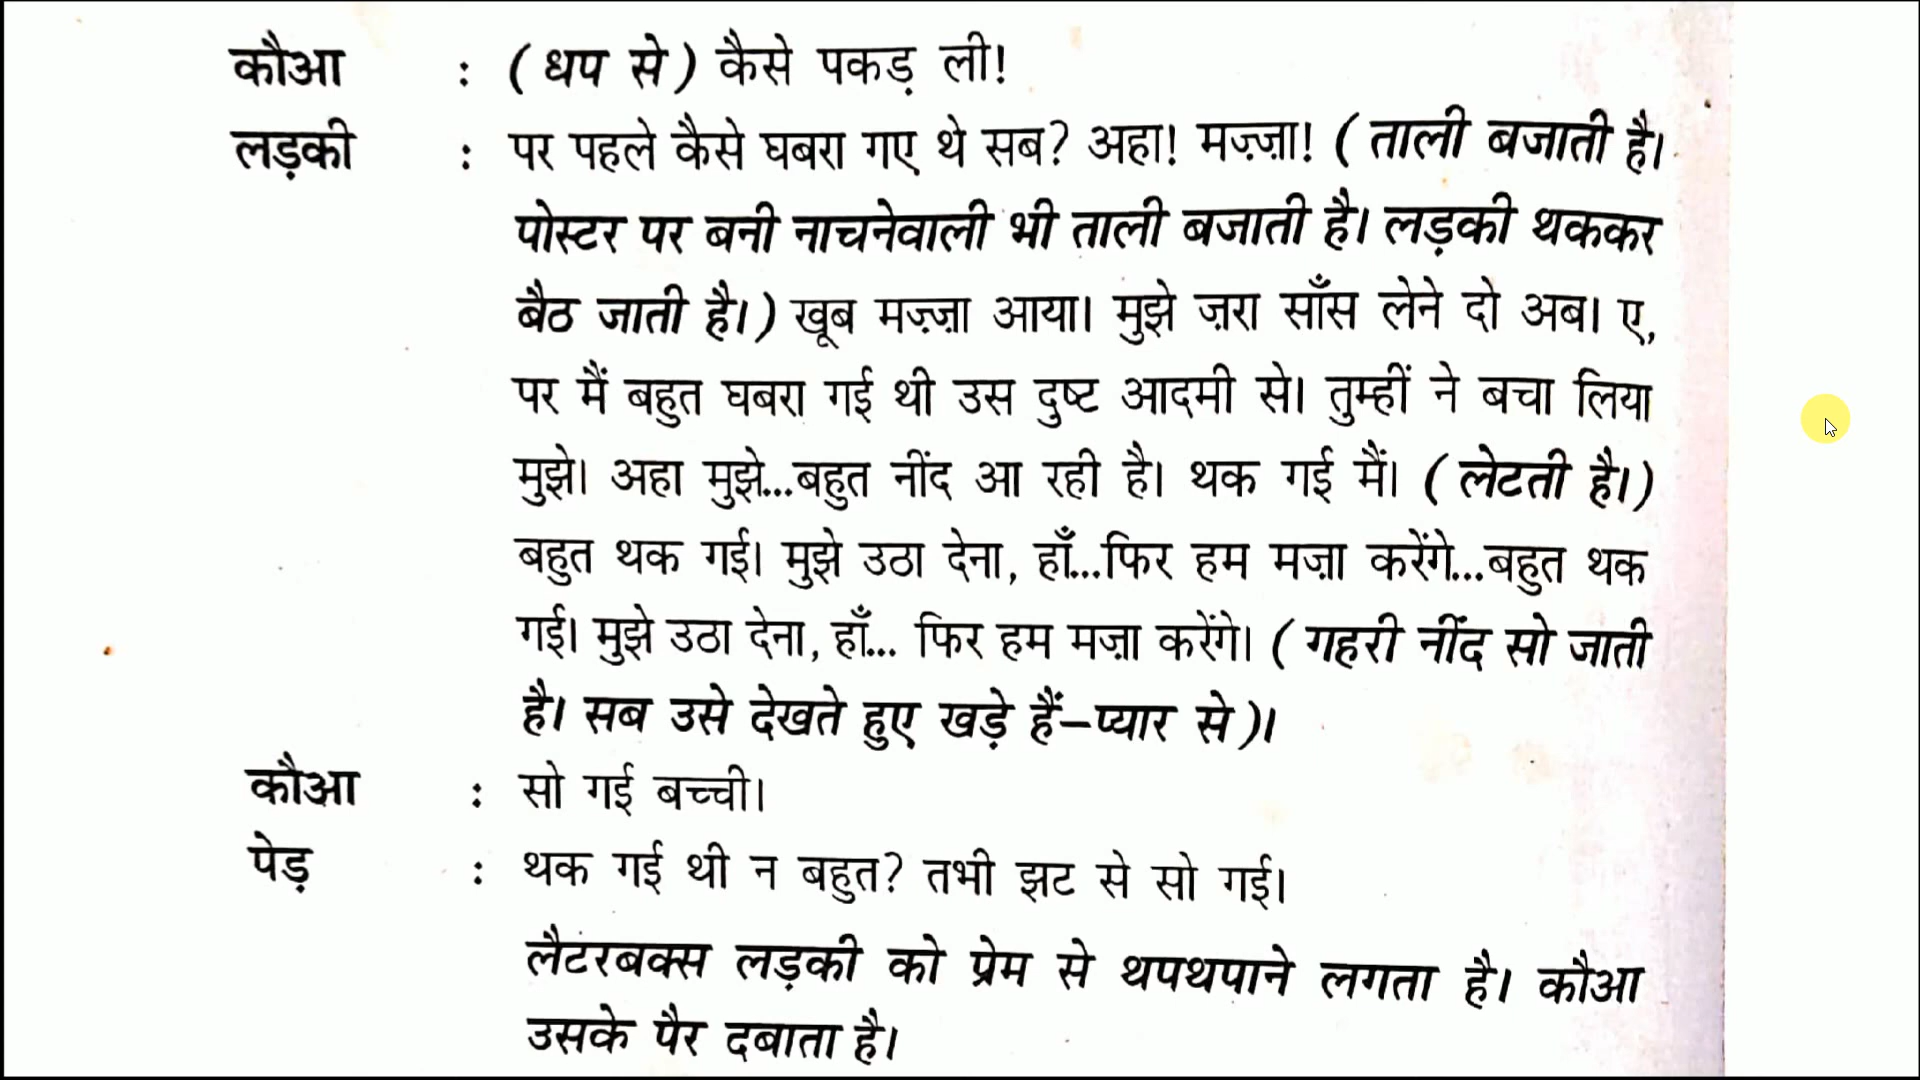 कौआ : (धप से) कैसे पकड़ ली!
लड़की : पर पहले कैसे घबरा गए थे सब? अहा! मज़्ज़ा! (ताली बजाती है।
पोस्टर पर बनी नाचनेवाली भी ताली बजाती है। लड़की थककर
बैठ जाती है।) खूब मज़्ज़ा आया। मुझे ज़रा साँस लेने दो अब। ए,
पर मैं बहुत घबरा गई थी उस दुष्ट आदमी से। तुम्हीं ने बचा लिया
मुझे। अहा मुझे...बहुत नींद आ रही है। थक गई मैं। (लेटती है।)
बहुत थक गई। मुझे उठा देना, हाँ...फिर हम मज़ा करेंगे...बहुत थक
गई। मुझे उठा देना, हाँ... फिर हम मज़ा करेंगे। (गहरी नींद सो जाती
है। सब उसे देखते हुए खड़े हैं–प्यार से)।
कौआ : सो गई बच्ची।
पेड़ : थक गई थी न बहुत? तभी झट से सो गई।
लैटरबक्स लड़की को प्रेम से थपथपाने लगता है। कौआ
उसके पैर दबाता है।